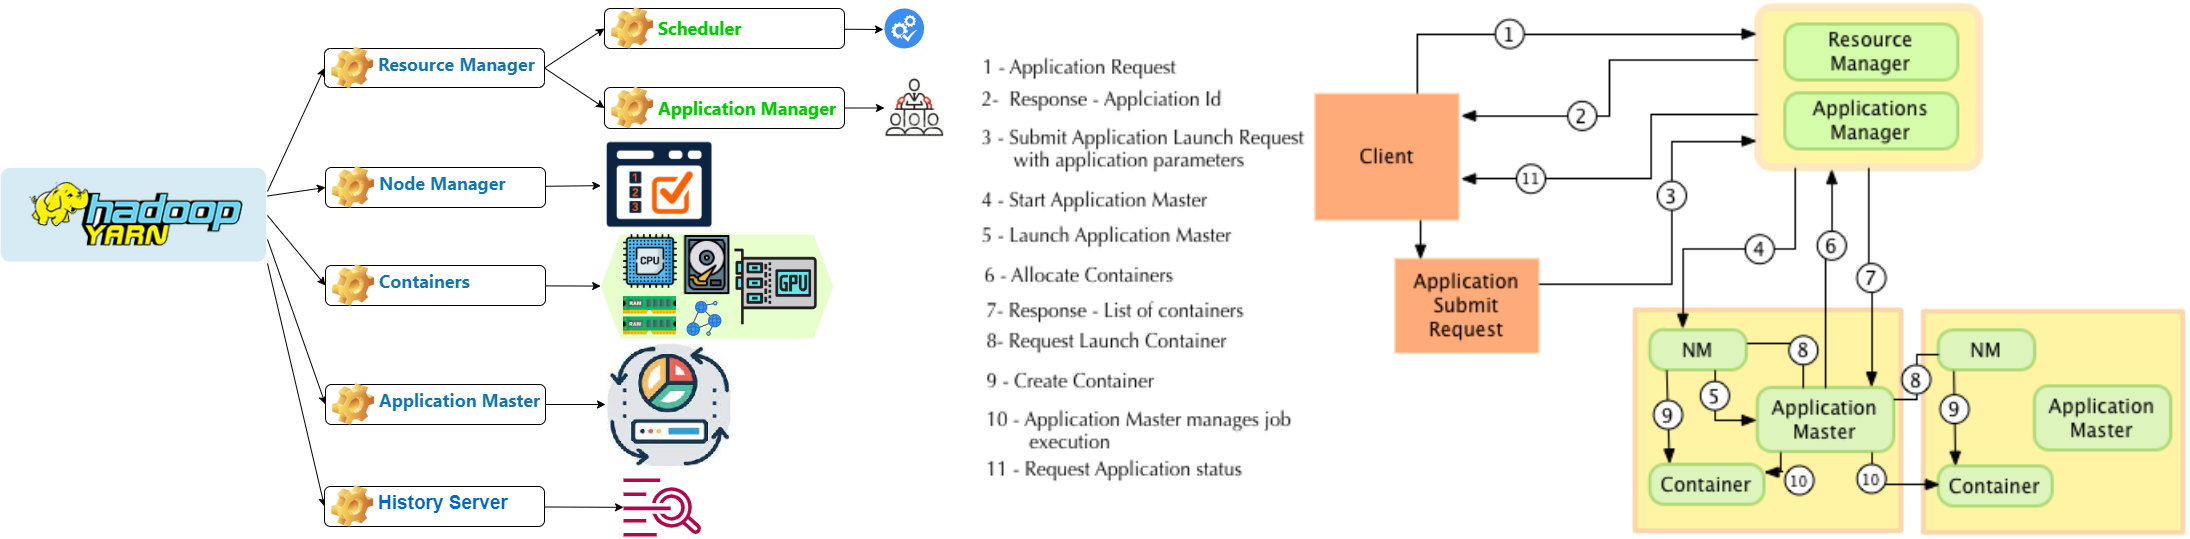 hadoop
YARN
Resource Manager
Scheduler
Application Manager
Node Manager
1
2
3
Containers
CPU
GPU
RAM
RAM
Application Master
History Server
1 - Application Request
2- Response - Applciation Id
3 - Submit Application Launch Request
with application parameters
4 - Start Application Master
5 - Launch Application Master
6 - Allocate Containers
7- Response - List of containers
8- Request Launch Container
9 - Create Container
10 - Application Master manages job
execution
11 - Request Application status
1
2
11
3
Client
Application
Submit
Request
Resource
Manager
Applications
Manager
4
6
7
NM
8
5
9
Application
Master
Container
10
10
8
NM
9
Application
Master
Container